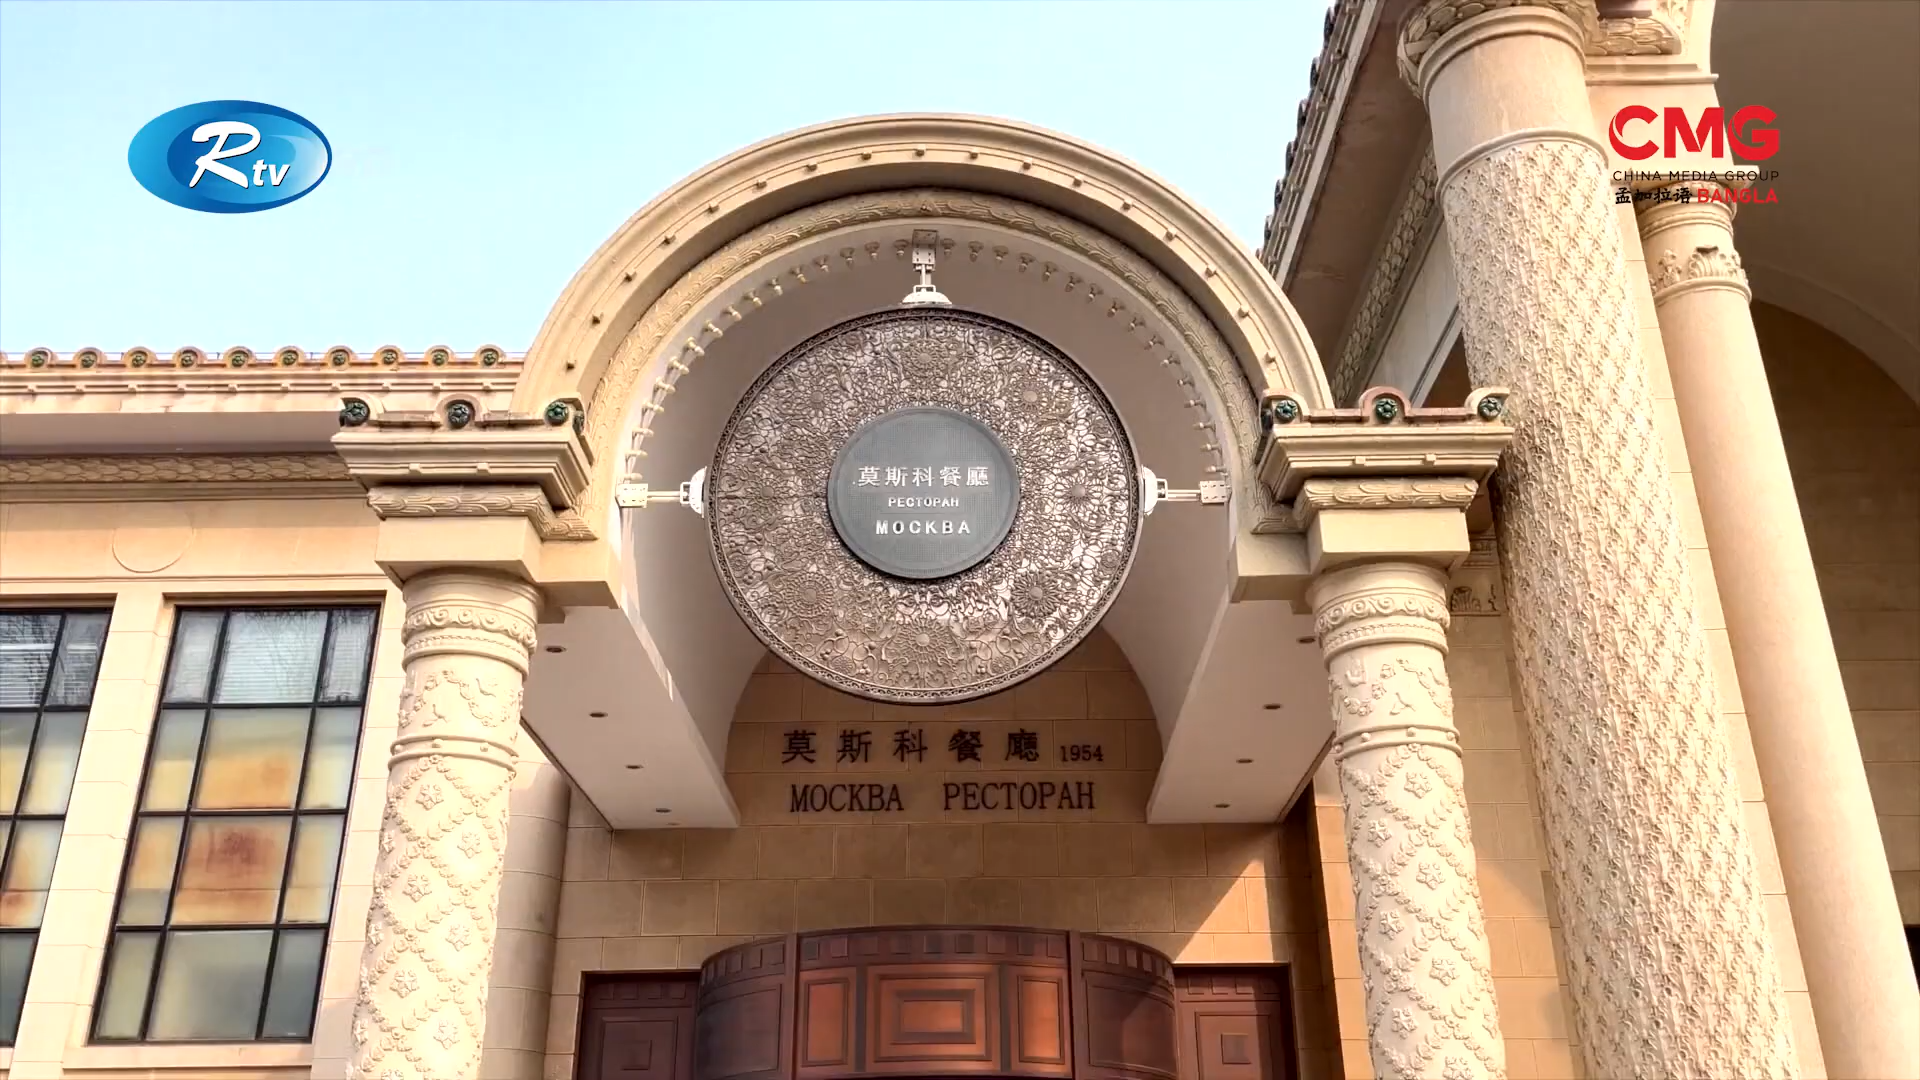 Rtv
CMG
CHINA MEDIA GROUP
孟加拉语 BANGLA
莫斯科餐廳
РЕСТОРАН
МОСКВА
莫斯科餐廳 1954
МОСКВА РЕСТОРАН